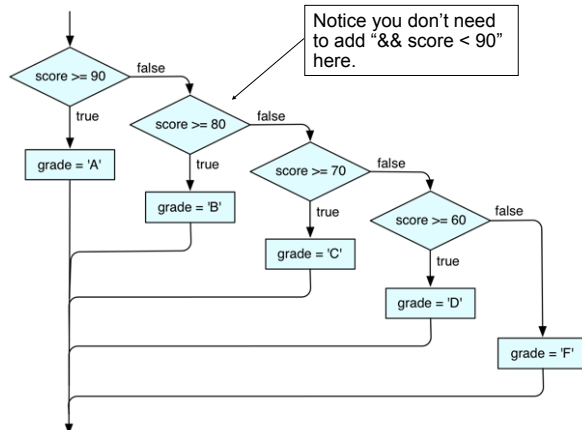 Notice you don’t need
to add “&& score < 90”
here.
score >= 90
false
true
grade = 'A'
score >= 80
false
true
grade = 'B'
score >= 70
false
true
grade = 'C'
score >= 60
false
true
grade = 'D'
grade = 'F'